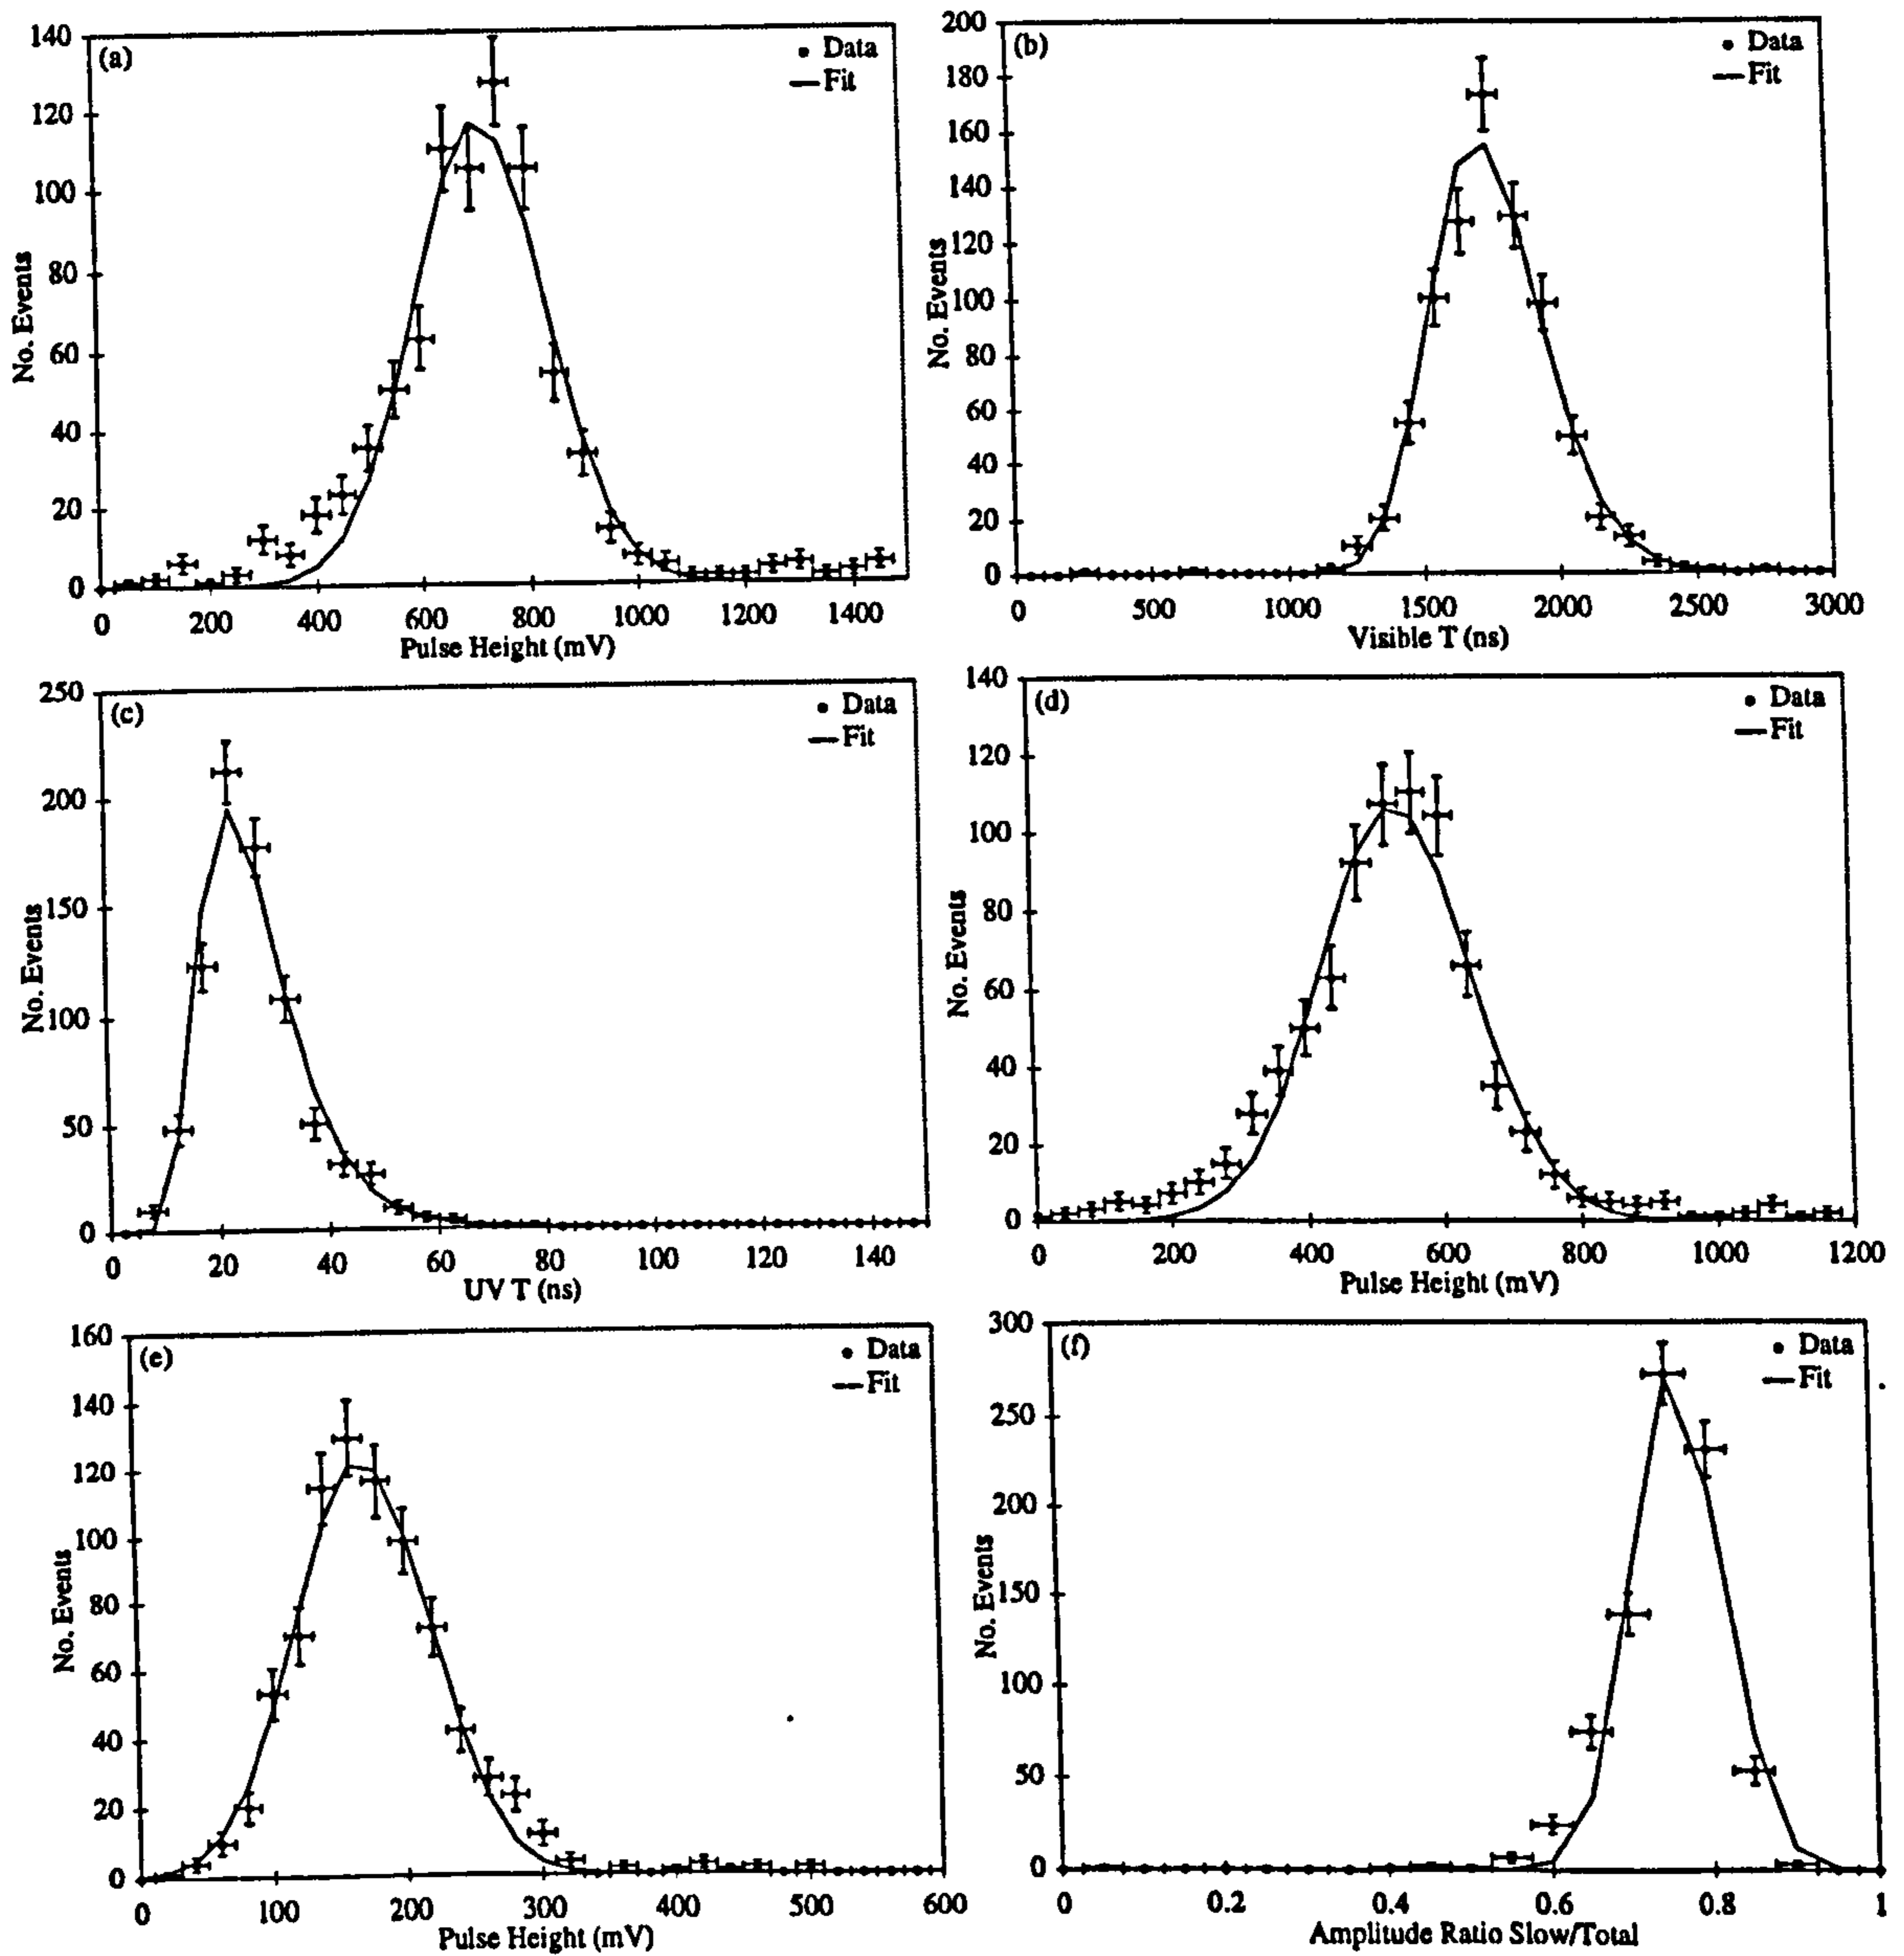 (a)
Data
Fit
140
120
100
80
60
40
20
0
No. Events
0 200 400 600 800 1000 1200 1400
Pulse Height (mV)
(b)
Data
Fit
200
180
160
140
120
100
80
60
40
20
0
No. Events
0 500 1000 1500 2000 2500 3000
Visible T (ns)
(c)
Data
Fit
250
200
150
100
50
0
No. Events
0 20 40 60 80 100 120 140
UV T (ns)
(d)
Data
Fit
140
120
100
80
60
40
20
0
No. Events
0 200 400 600 800 1000 1200
Pulse Height (mV)
(e)
Data
Fit
160
140
120
100
80
60
40
20
0
No. Events
0 100 200 300 400 500 600
Pulse Height (mV)
(f)
Data
Fit
300
250
200
150
100
50
0
No. Events
0 0.2 0.4 0.6 0.8 1
Amplitude Ratio Slow/Total